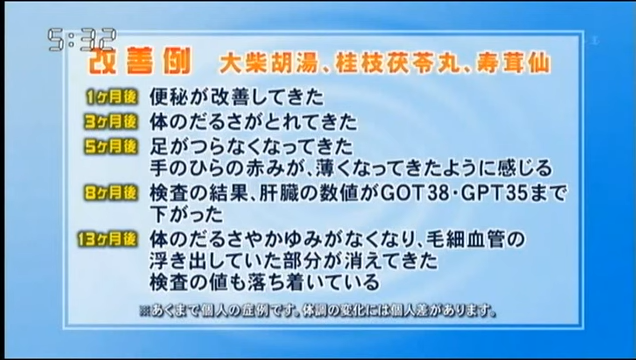 5:32
改善例 大柴胡湯、桂枝茯苓丸、寿茸仙
1ヶ月後 便秘が改善してきた
3ヶ月後 体のだるさがとれてきた
5ヶ月後 足がつらなくなってきた
手のひらの赤みが、薄くなってきたように感じる
8ヶ月後 検査の結果、肝臓の数値がGOT38・GPT35まで
下がった
13ヶ月後 体のだるさやかゆみがなくなり、毛細血管の
浮き出していた部分が消えてきた
検査の値も落ち着いている
※あくまで個人の症例です。体調の変化には個人差があります。